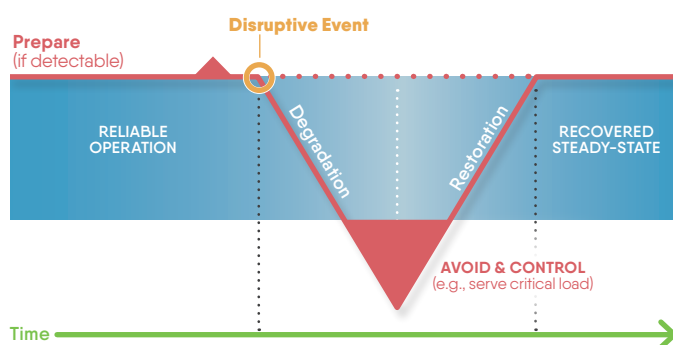 Disruptive Event
Prepare
(if detectable)
RELIABLE
OPERATION
Degradation
Restoration
RECOVERED
STEADY-STATE
AVOID & CONTROL
(e.g., serve critical load)
Time